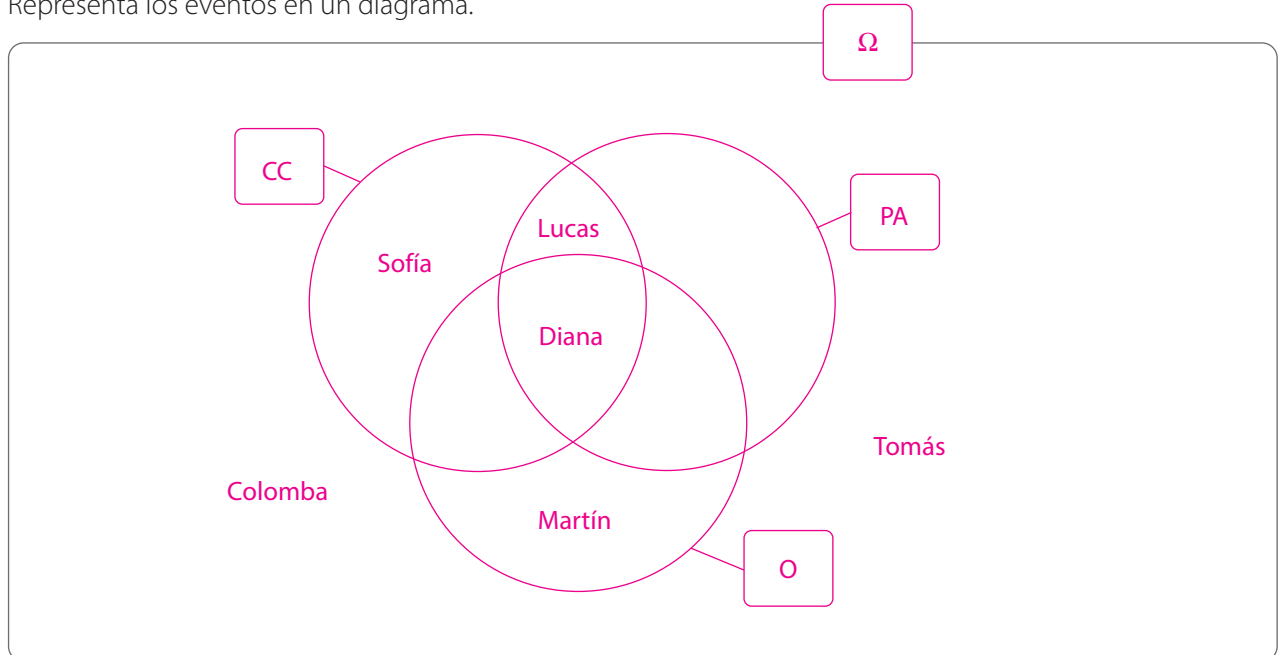 Representa los eventos en un diagrama.
Ω
CC
PA
Lucas
Sofía
Diana
Tomás
Colomba
Martín
O